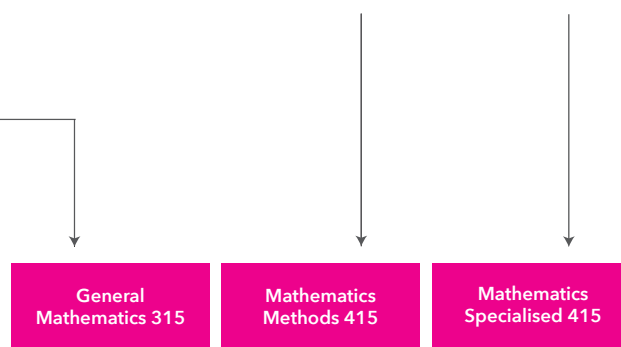 General
Mathematics 315
Mathematics
Methods 415
Mathematics
Specialised 415